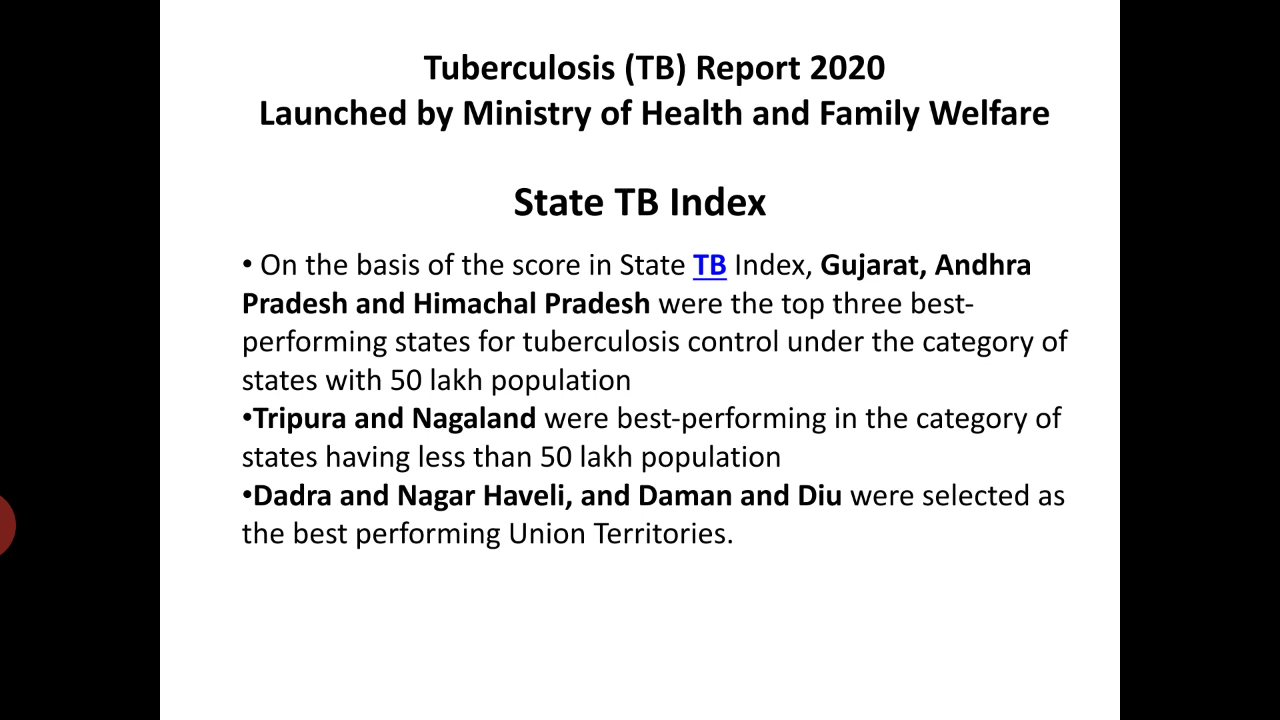 Tuberculosis (TB) Report 2020
Launched by Ministry of Health and Family Welfare
State TB Index
• On the basis of the score in State TB Index, Gujarat, Andhra
Pradesh and Himachal Pradesh were the top three best-
performing states for tuberculosis control under the category of
states with 50 lakh population
•Tripura and Nagaland were best-performing in the category of
states having less than 50 lakh population
•Dadra and Nagar Haveli, and Daman and Diu were selected as
the best performing Union Territories.